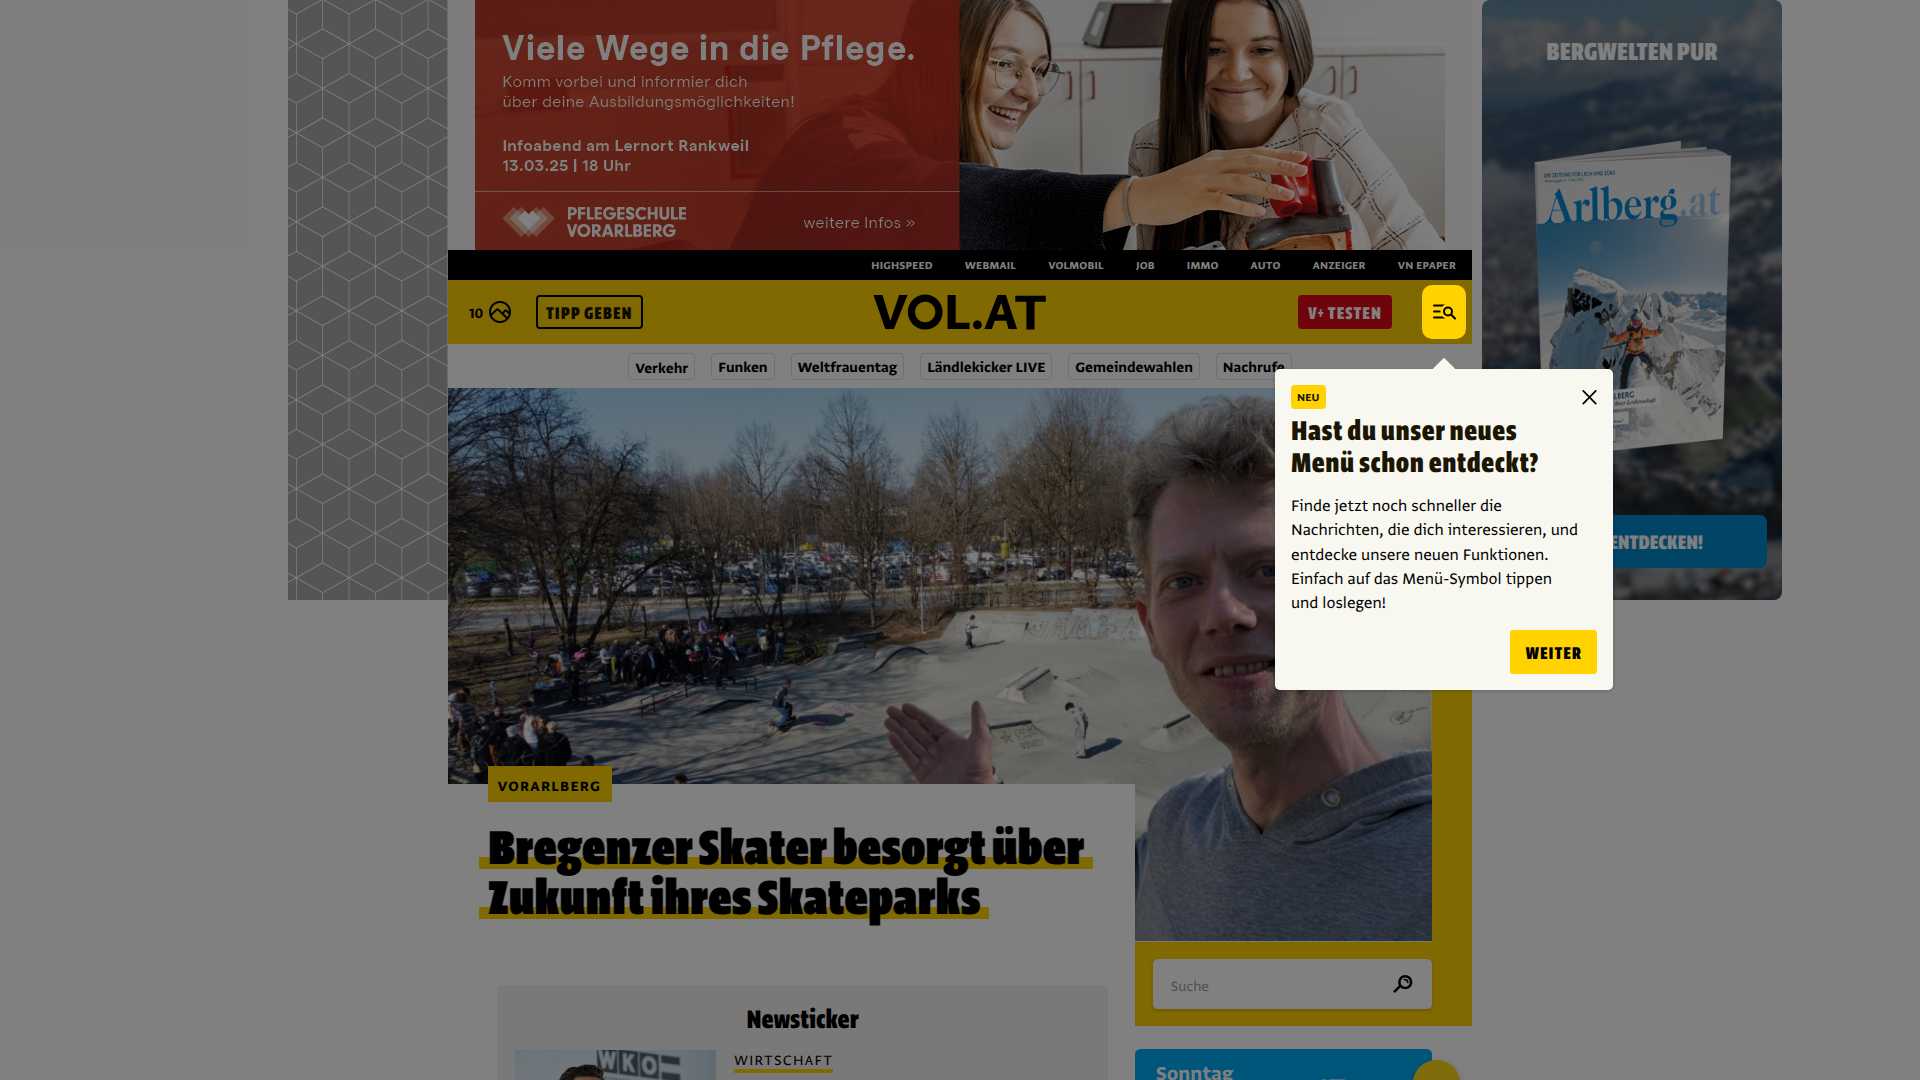 Viele Wege in die Pflege.
Komm vorbei und informier dich
über deine Ausbildungsmöglichkeiten!
Infoabend am Lernort Rankweil
13.03.25 | 18 Uhr
PFLEGESCHULE
VORARLBERG
weitere Infos »
BERGWELTEN PUR
Arlberg.at
ENTDECKEN!
HIGHSPEED WEBMAIL VOLMOBIL JOB IMMO AUTO ANZEIGER VN EPAPER
10
TIPP GEBEN
VOL.AT
V+ TESTEN
Verkehr Funken Weltfrauentag Ländlekicker LIVE Gemeindewahlen Nachrufe
NEU
Hast du unser neues
Menü schon entdeckt?
Finde jetzt noch schneller die
Nachrichten, die dich interessieren, und
entdecke unsere neuen Funktionen.
Einfach auf das Menü-Symbol tippen
und loslegen!
WEITER
VORARLBERG
Bregenzer Skater besorgt über
Zukunft ihres Skateparks
Suche
Newsticker
WKO
WIRTSCHAFT
Sonntag